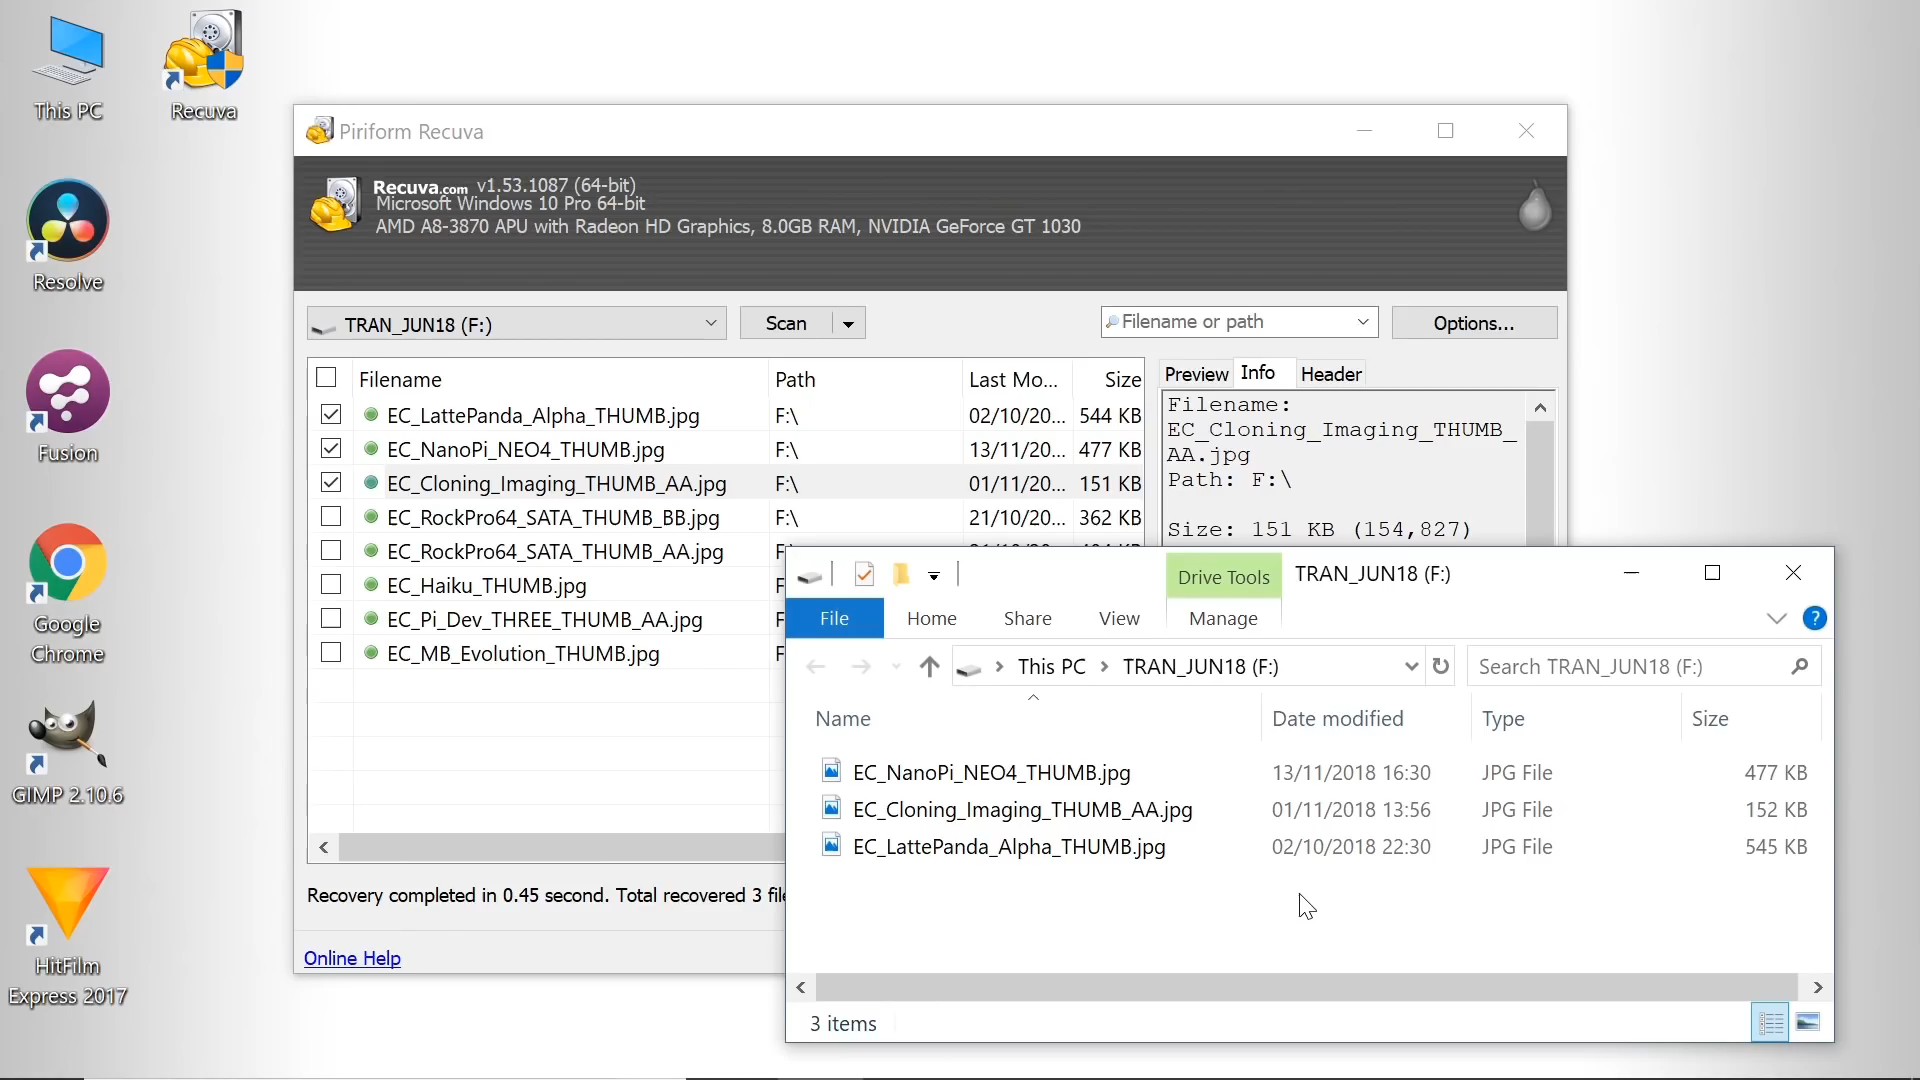 This PC
Recuva
Resolve
Fusion
Google
Chrome
GIMP 2.10.6
HitFilm
Express 2017
Piriform Recuva
Recuva.com v1.53.1087 (64-bit)
Microsoft Windows 10 Pro 64-bit
AMD A8-3870 APU with Radeon HD Graphics, 8.0GB RAM, NVIDIA GeForce GT 1030
TRAN_JUN18 (F:)
Scan
Filename or path
Options...
Filename Path Last Mo... Size
EC_LattePanda_Alpha_THUMB.jpg F:\ 02/10/20... 544 KB
EC_NanoPi_NEO4_THUMB.jpg F:\ 13/11/20... 477 KB
EC_Cloning_Imaging_THUMB_AA.jpg F:\ 01/11/20... 151 KB
EC_RockPro64_SATA_THUMB_BB.jpg F:\ 21/10/20... 362 KB
EC_RockPro64_SATA_THUMB_AA.jpg
EC_Haiku_THUMB.jpg
EC_Pi_Dev_THREE_THUMB_AA.jpg
EC_MB_Evolution_THUMB.jpg
Preview Info Header
Filename:
EC_Cloning_Imaging_THUMB_
AA.jpg
Path: F:\
Size: 151 KB (154,827)
Recovery completed in 0.45 second. Total recovered 3
Online Help
Drive Tools
TRAN_JUN18 (F:)
File Home Share View Manage
?
This PC
TRAN_JUN18 (F:)
Search TRAN_JUN18 (F:)
Name Date modified Type Size
EC_NanoPi_NEO4_THUMB.jpg 13/11/2018 16:30 JPG File 477 KB
EC_Cloning_Imaging_THUMB_AA.jpg 01/11/2018 13:56 JPG File 152 KB
EC_LattePanda_Alpha_THUMB.jpg 02/10/2018 22:30 JPG File 545 KB
3 items